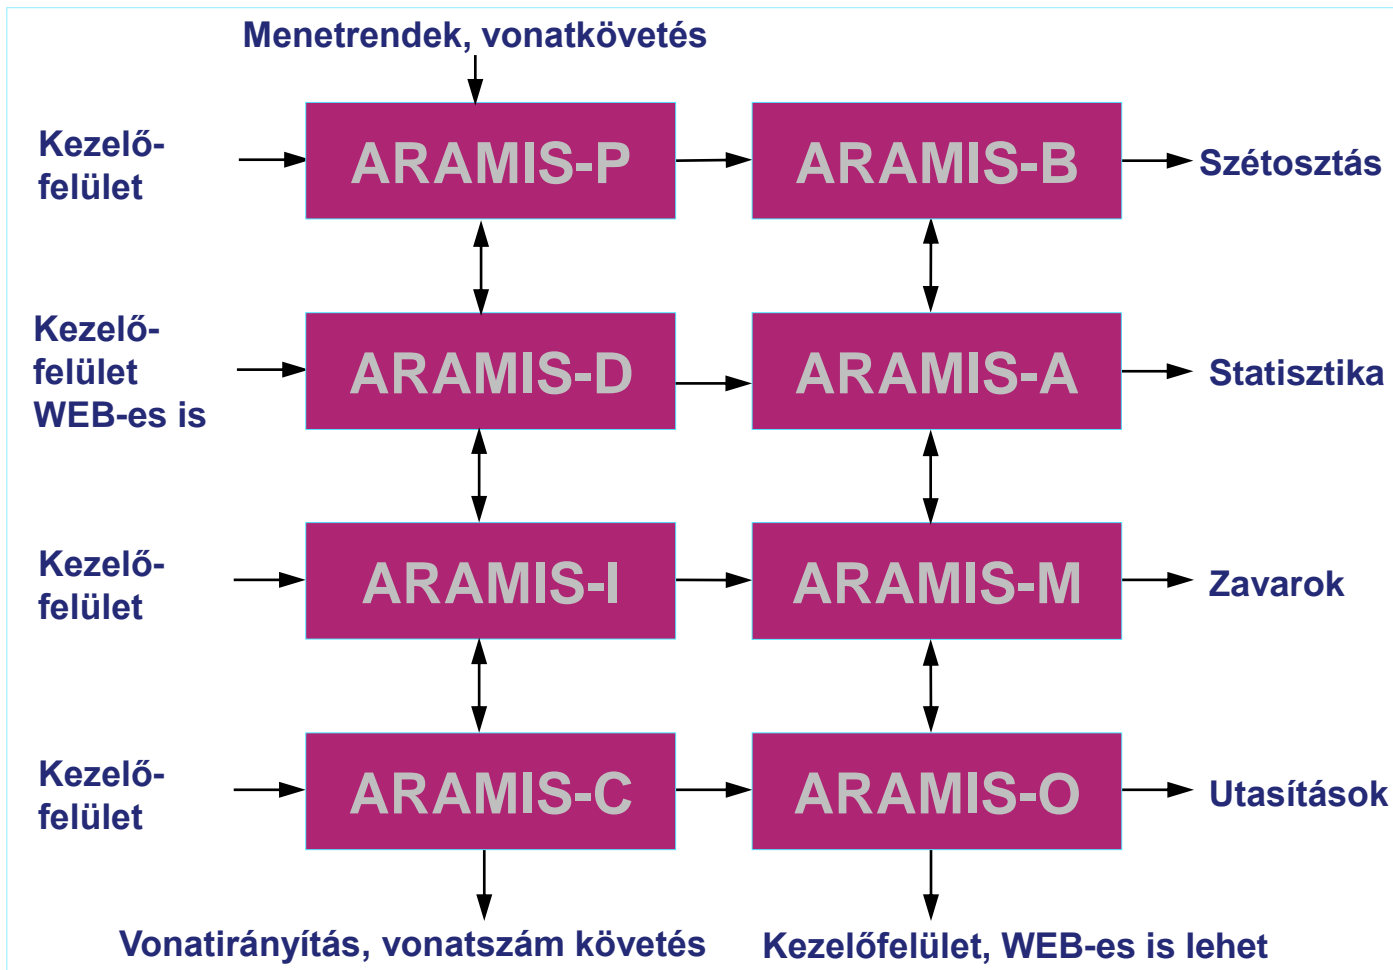 Menetrendek, vonatkövetés
Kezelő-
felület
ARAMIS-P
ARAMIS-B
Szétosztás
Kezelő-
felület
WEB-es is
ARAMIS-D
ARAMIS-A
Statisztika
Kezelő-
felület
ARAMIS-I
ARAMIS-M
Zavarok
Kezelő-
felület
ARAMIS-C
ARAMIS-O
Utasítások
Vonatirányítás, vonatszám követés
Kezelőfelület, WEB-es is lehet